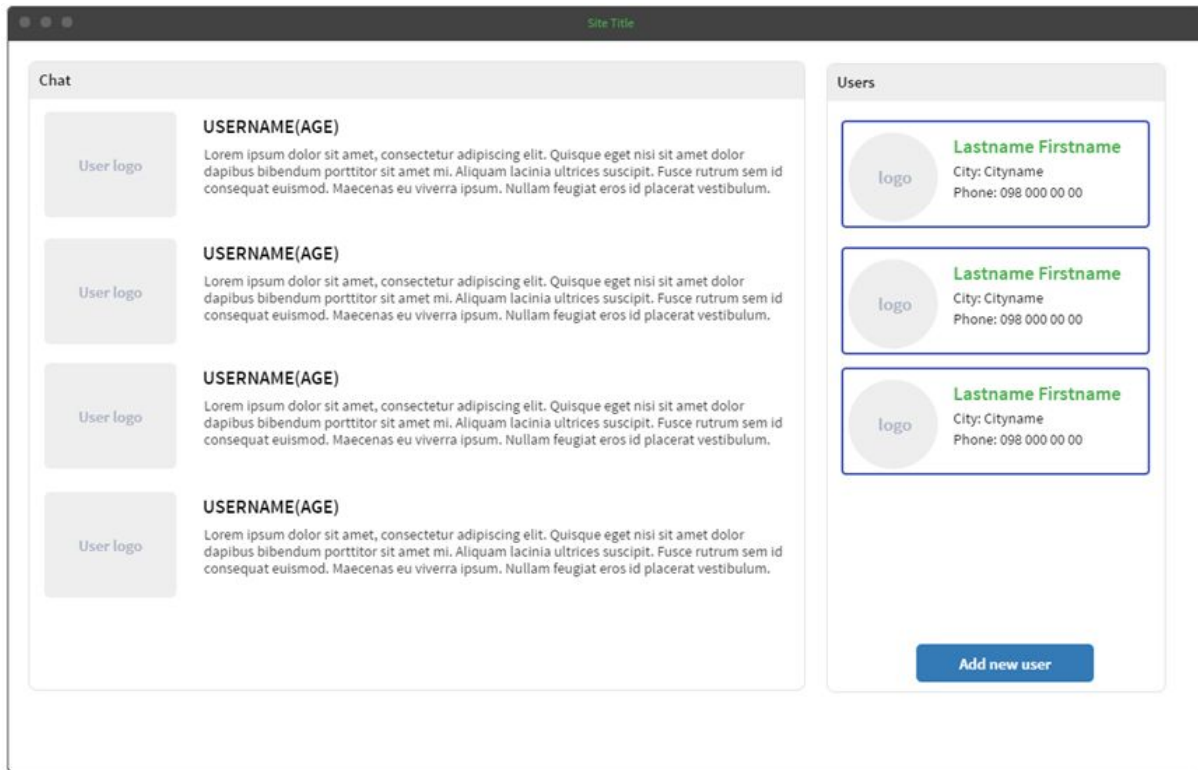 Site Title
Chat
User logo
USERNAME(AGE)
Lorem ipsum dolor sit amet, consectetur adipiscing elit. Quisque eget nisi sit amet dolor
dapibus bibendum porttitor sit amet mi. Aliquam lacinia ultrices suscipit. Fusce rutrum sem id
consequat euismod. Maecenas eu viverra ipsum. Nullam feugiat eros id placerat vestibulum.
User logo
USERNAME(AGE)
Lorem ipsum dolor sit amet, consectetur adipiscing elit. Quisque eget nisi sit amet dolor
dapibus bibendum porttitor sit amet mi. Aliquam lacinia ultrices suscipit. Fusce rutrum sem id
consequat euismod. Maecenas eu viverra ipsum. Nullam feugiat eros id placerat vestibulum.
User logo
USERNAME(AGE)
Lorem ipsum dolor sit amet, consectetur adipiscing elit. Quisque eget nisi sit amet dolor
dapibus bibendum porttitor sit amet mi. Aliquam lacinia ultrices suscipit. Fusce rutrum sem id
consequat euismod. Maecenas eu viverra ipsum. Nullam feugiat eros id placerat vestibulum.
User logo
USERNAME(AGE)
Lorem ipsum dolor sit amet, consectetur adipiscing elit. Quisque eget nisi sit amet dolor
dapibus bibendum porttitor sit amet mi. Aliquam lacinia ultrices suscipit. Fusce rutrum sem id
consequat euismod. Maecenas eu viverra ipsum. Nullam feugiat eros id placerat vestibulum.
Users
logo
Lastname Firstname
City: Cityname
Phone: 098 000 00 00
logo
Lastname Firstname
City: Cityname
Phone: 098 000 00 00
logo
Lastname Firstname
City: Cityname
Phone: 098 000 00 00
Add new user